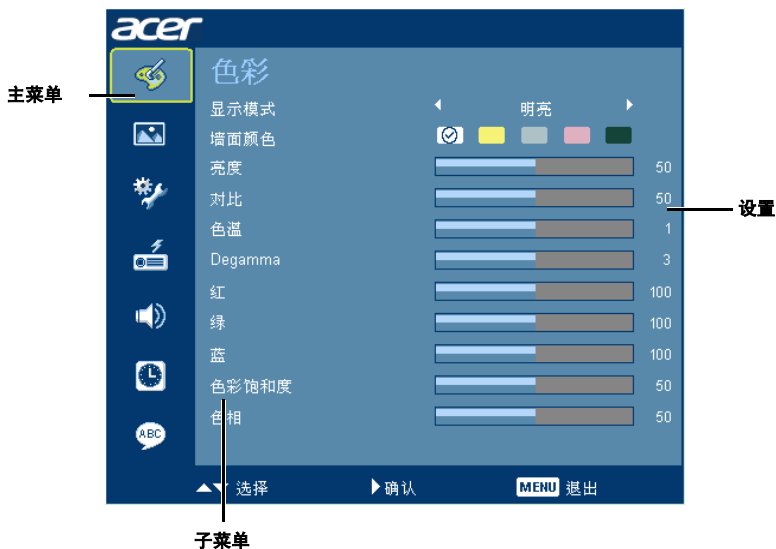 acer
色彩
主菜单
显示模式 明亮
墙面颜色
亮度 50
对比 50
设置
色温 1
Degamma 3
红 100
绿 100
蓝 100
色彩饱和度 50
色相 50
ABC
选择 确认 MENU 退出
子菜单